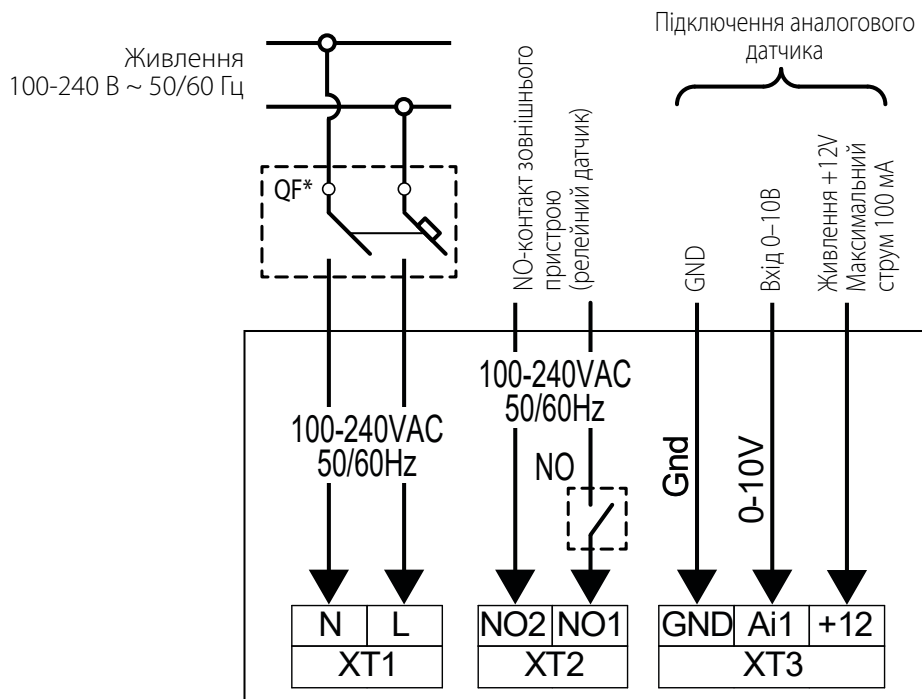 Живлення
100-240 В ~ 50/60 Гц
QF*
NO-контакт зовнішнього
пристрою
(релейний датчик)
Підключення аналогового
датчика
GND
Вхід 0–10В
Живлення +12V
Максимальний
струм 100 мА
100-240VAC
50/60Hz
100-240VAC
50/60Hz
NO
Gnd
0-10V
N L
XT1
NO2 NO1
XT2
GND Ai1 +12
XT3